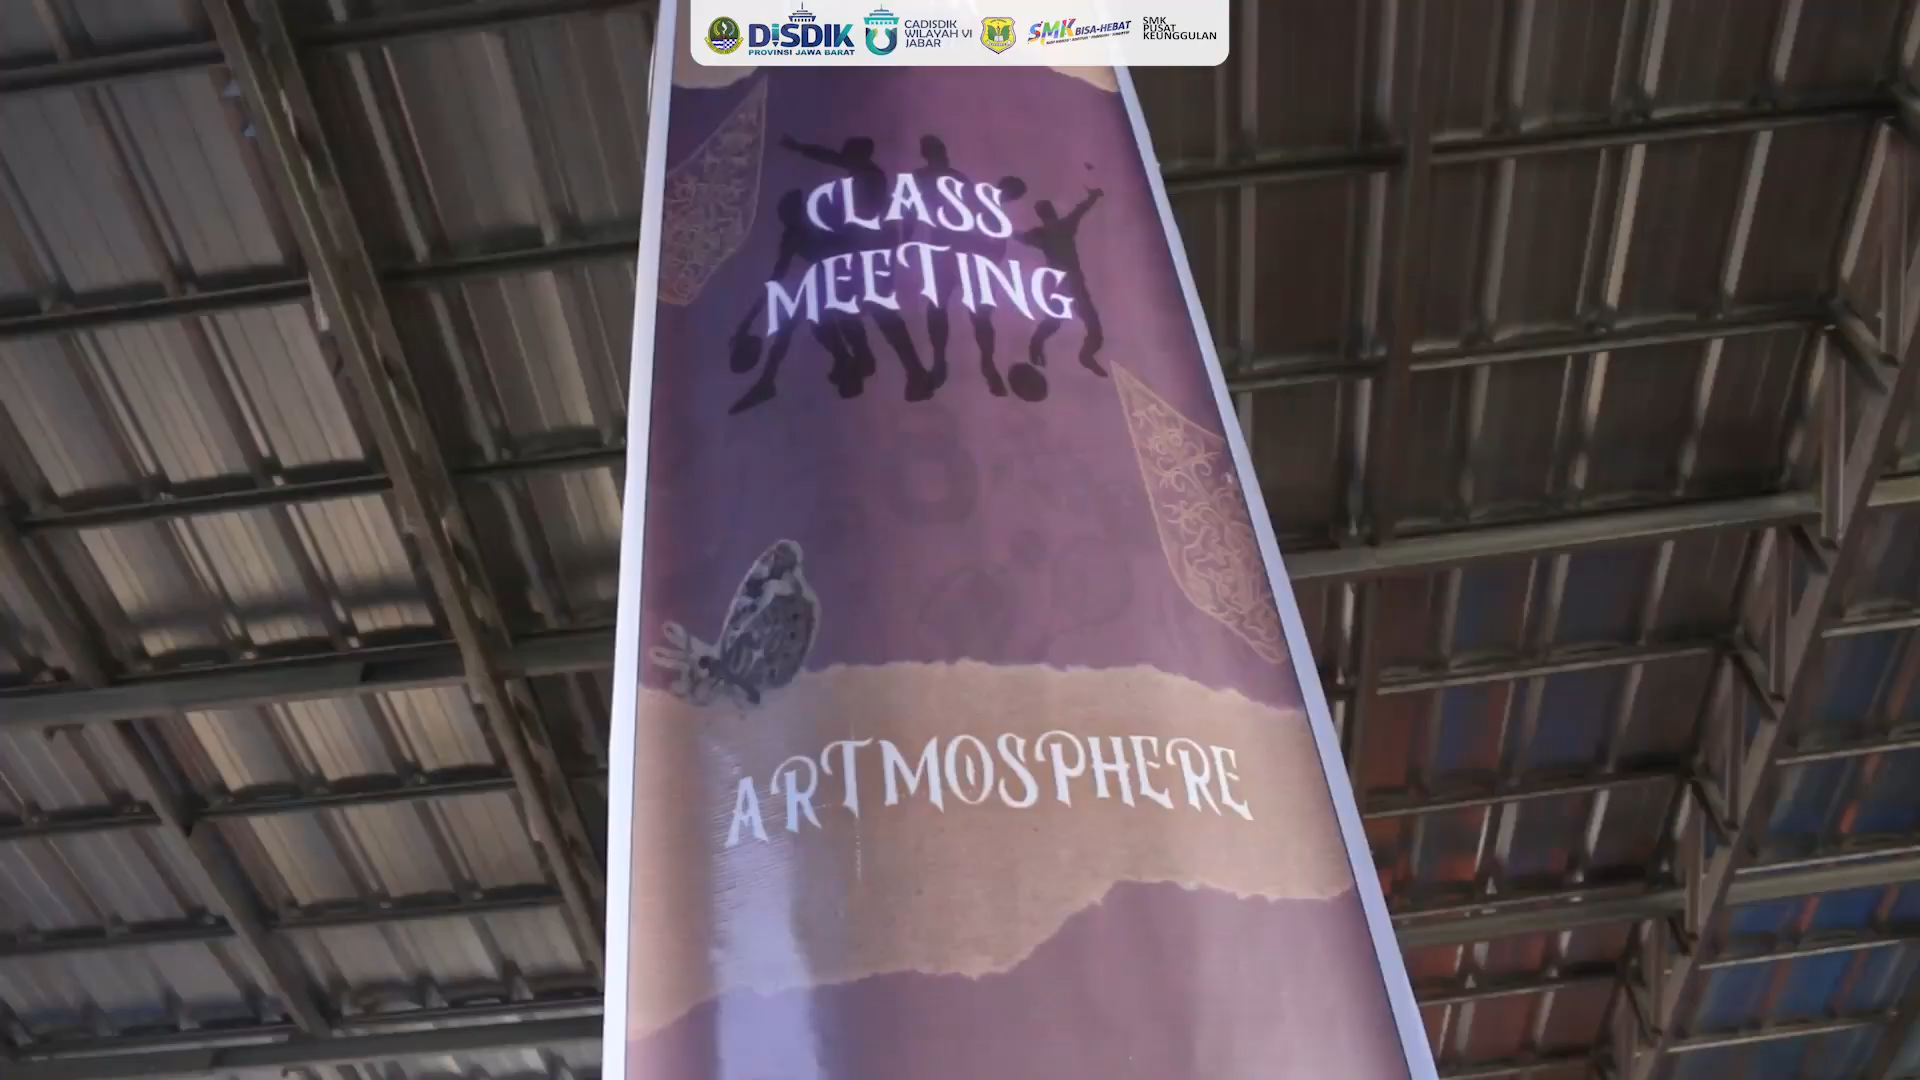 DISDIK
PROVINSI JAWA BARAT
CADISDIK
WILAYAH VI
JABAR
SMK BISA-HEBAT
SMK
PUSAT
KEUNGGULAN
CLASS
MEETING
ARTMOSPHERE